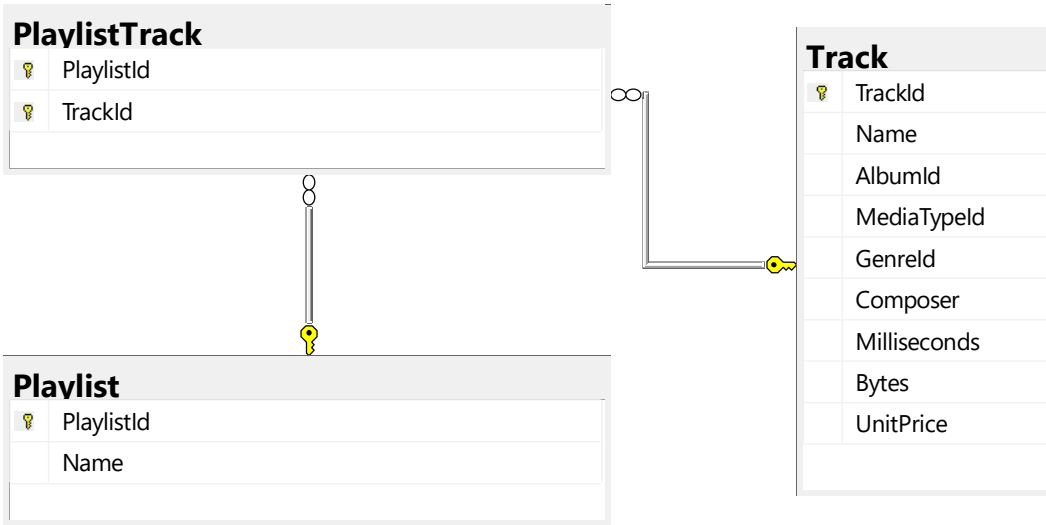 PlaylistTrack
PlaylistId
TrackId
Track
TrackId
Name
AlbumId
MediaTypeId
GenreId
Composer
Milliseconds
Bytes
UnitPrice
Playlist
PlaylistId
Name